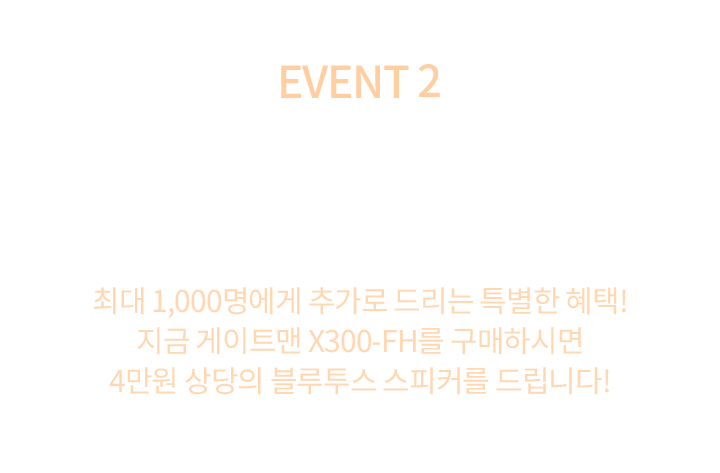 EVENT 2
최대 1,000명에게 추가로 드리는 특별한 혜택!
지금 게이트맨 X300-FH를 구매하시면
4만원 상당의 블루투스 스피커를 드립니다!